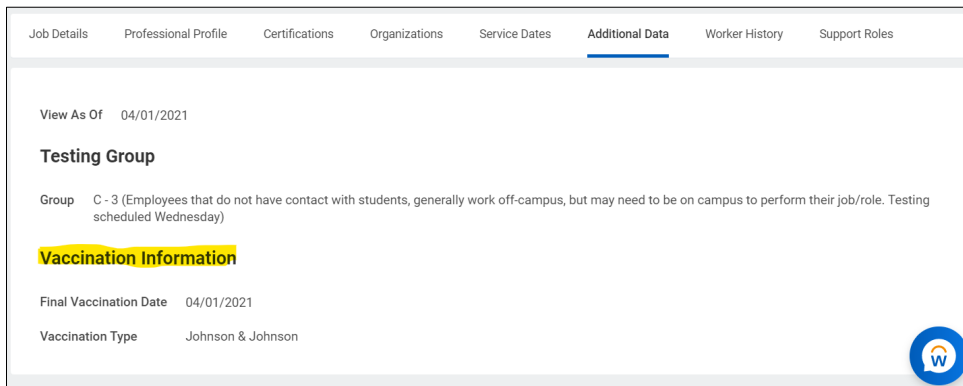 Job Details Professional Profile Certifications Organizations Service Dates Additional Data Worker History Support Roles
View As Of 04/01/2021
Testing Group
Group C - 3 (Employees that do not have contact with students, generally work off-campus, but may need to be on campus to perform their job/role. Testing
scheduled Wednesday)
Vaccination Information
Final Vaccination Date 04/01/2021
Vaccination Type Johnson & Johnson
w